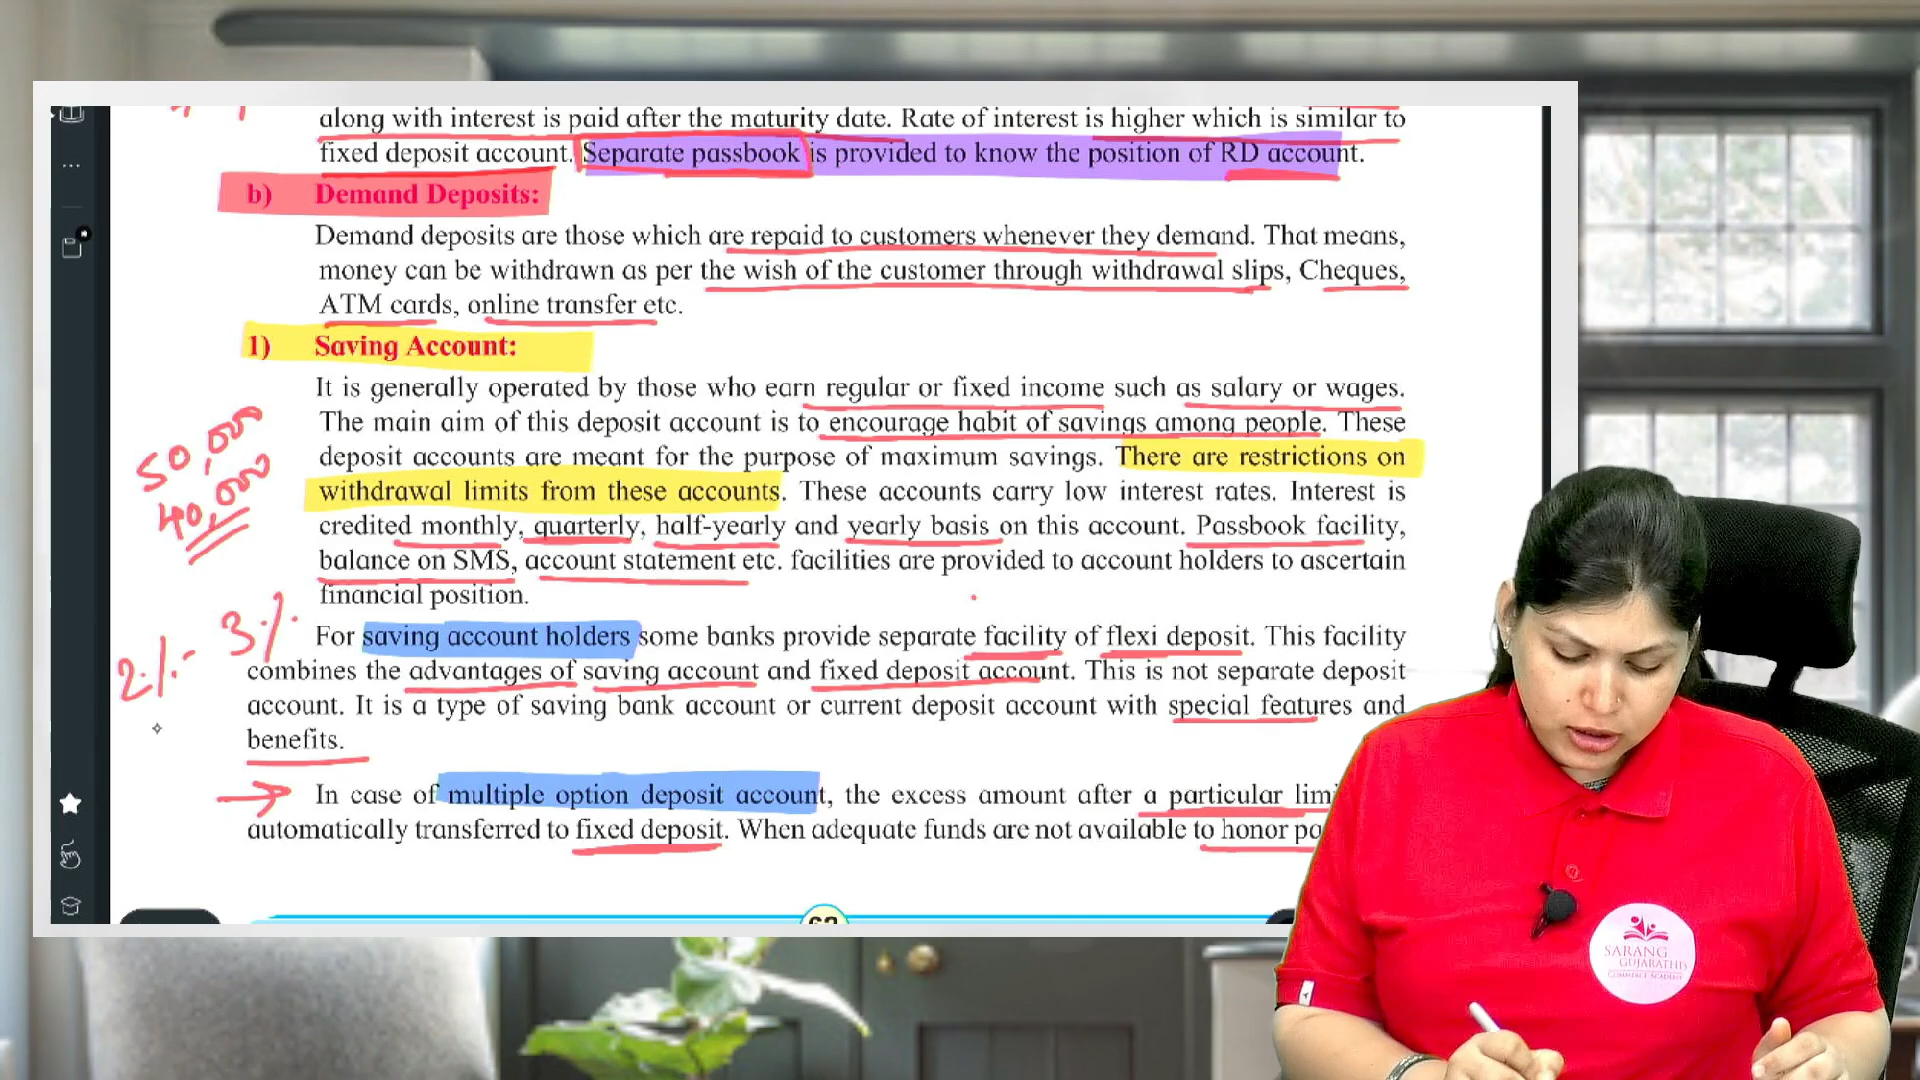 along with interest is paid after the maturity date. Rate of interest is higher which is similar to
fixed deposit account. Separate passbook is provided to know the position of RD account.
b) Demand Deposits:
Demand deposits are those which are repaid to customers whenever they demand. That means,
money can be withdrawn as per the wish of the customer through withdrawal slips, Cheques,
ATM cards, online transfer etc.
1) Saving Account:
It is generally operated by those who earn regular or fixed income such as salary or wages.
The main aim of this deposit account is to encourage habit of savings among people. These
deposit accounts are meant for the purpose of maximum savings. There are restrictions on
withdrawal limits from these accounts. These accounts carry low interest rates. Interest is
credited monthly, quarterly, half-yearly and yearly basis on this account. Passbook facility,
balance on SMS, account statement etc. facilities are provided to account holders to ascertain
financial position.
50,000
40,000
2% - 3%
For saving account holders some banks provide separate facility of flexi deposit. This facility
combines the advantages of saving account and fixed deposit account. This is not separate deposit
account. It is a type of saving bank account or current deposit account with special features and
benefits.
In case of multiple option deposit account, the excess amount after a particular
automatically transferred to fixed deposit. When adequate funds are not available to honor
SARANG
GUJARATHI'S
COMMERCE ACADEMY